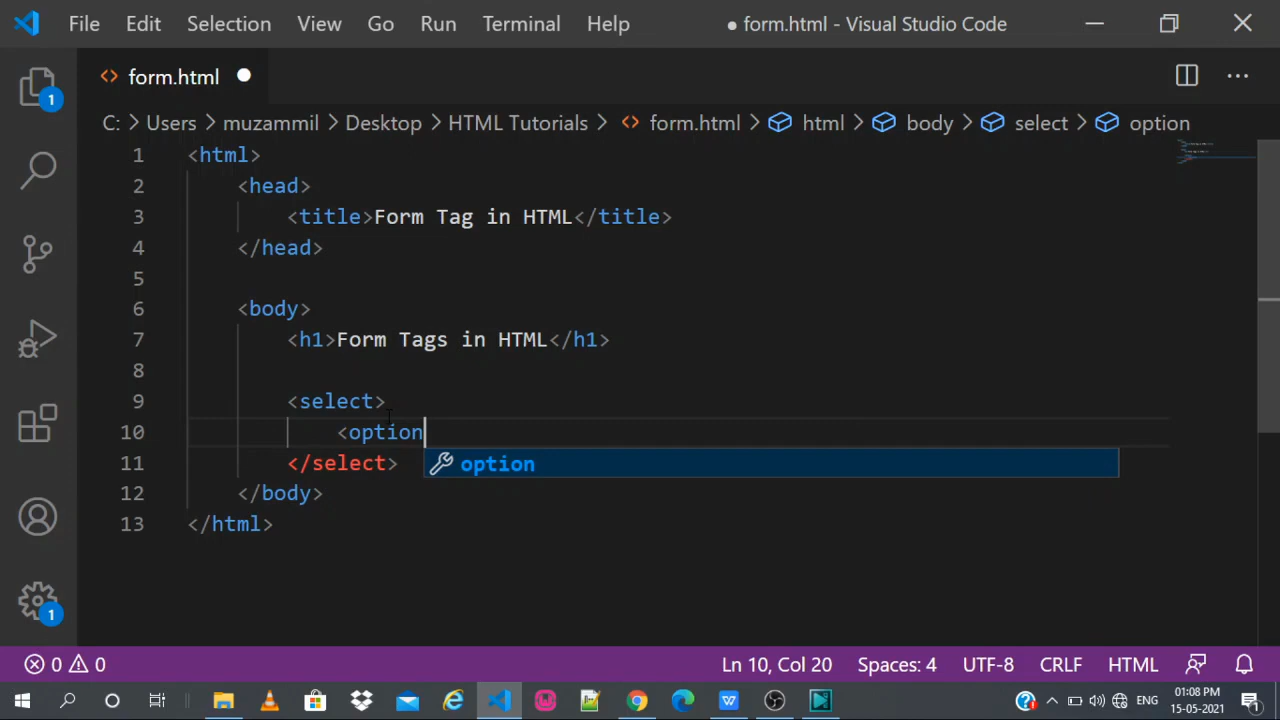 File Edit Selection View Go Run Terminal Help ● form.html - Visual Studio Code
form.html
C: > Users > muzammil > Desktop > HTML Tutorials > form.html > html > body > select > option
1 <html>
2 <head>
3 <title>Form Tag in HTML</title>
4 </head>
5
6 <body>
7 <h1>Form Tags in HTML</h1>
8
9 <select>
10 <option
11 </select>
option
12 </body>
13 </html>
1
1
0 0 Ln 10, Col 20 Spaces: 4 UTF-8 CRLF HTML
ENG 01:08 PM
15-05-2021 1